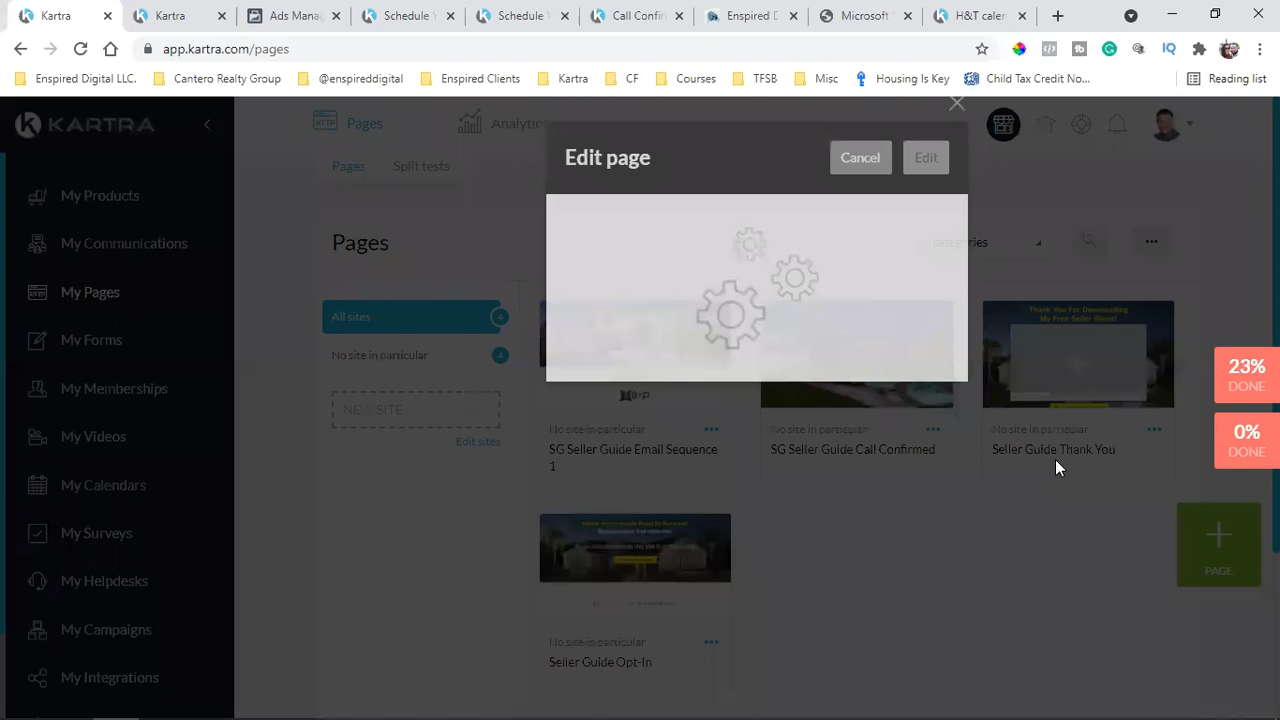 Kartra
Kartra
Ads Mana
Schedule Y
Schedule Y
Call Confir
Enspired D
Microsoft
H&T caler
app.kartra.com/pages
IQ
Enspired Digital LLC.
Cantero Realty Group
@enspireddigital
Enspired Clients
Kartra
CF
Courses
TFSB
Misc
Housing Is Key
Child Tax Credit No...
Reading list
KARTRA
Pages
Analytic
Pages
Split tests
Edit page
Cancel
Edit
My Products
My Communications
My Pages
My Forms
My Memberships
My Videos
My Calendars
My Surveys
My Helpdesks
My Campaigns
My Integrations
Pages
categories
All sites
4
No site in particular
4
Edit sites
Thank You For Downloading
My Free Seller
No site in particular
SG Seller Guide Email Sequence
1
No site in particular
SG Seller Guide Call Confirmed
No site in particular
Seller Guide Thank You
No site in particular
Seller Guide Opt-In
23%
DONE
0%
DONE
PAGE